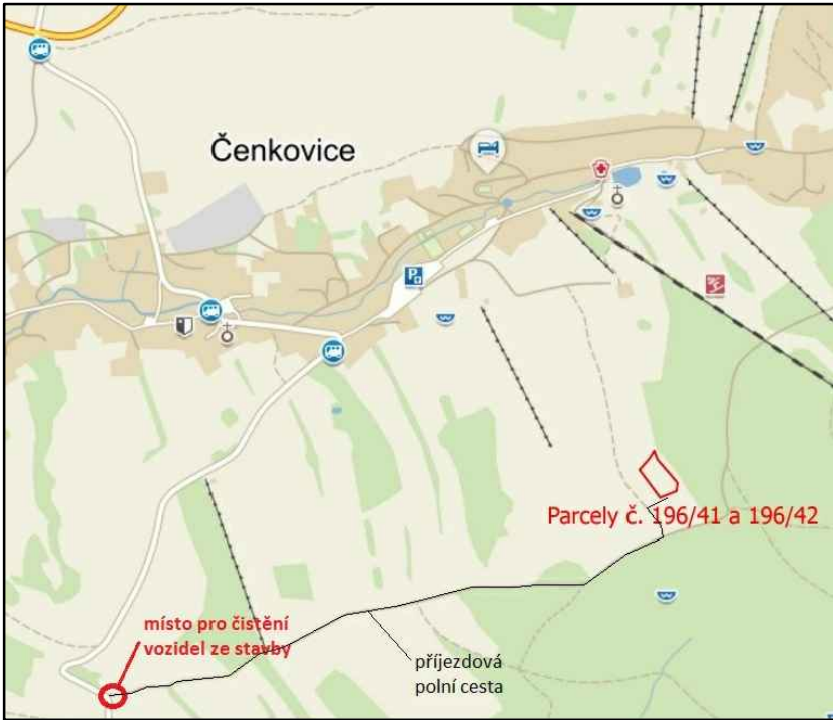 Čenkovice
Parcely č. 196/41 a 196/42
místo pro čistění
vozidel ze stavby
příjezdová
polní cesta